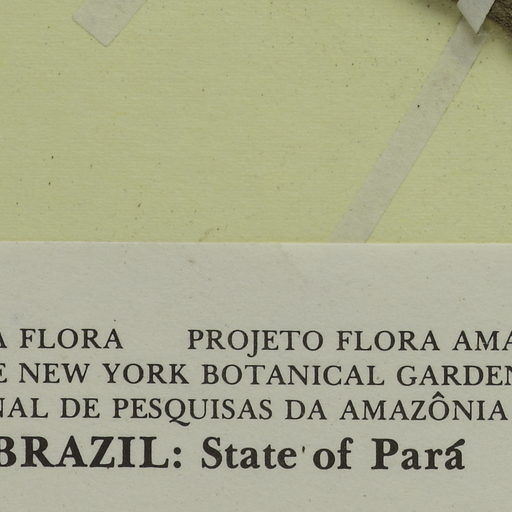 A FLORA PROJETO FLORA AMA
E NEW YORK BOTANICAL GARDEN
NAL DE PESQUISAS DA AMAZÔNIA
BRAZIL: State of Pará